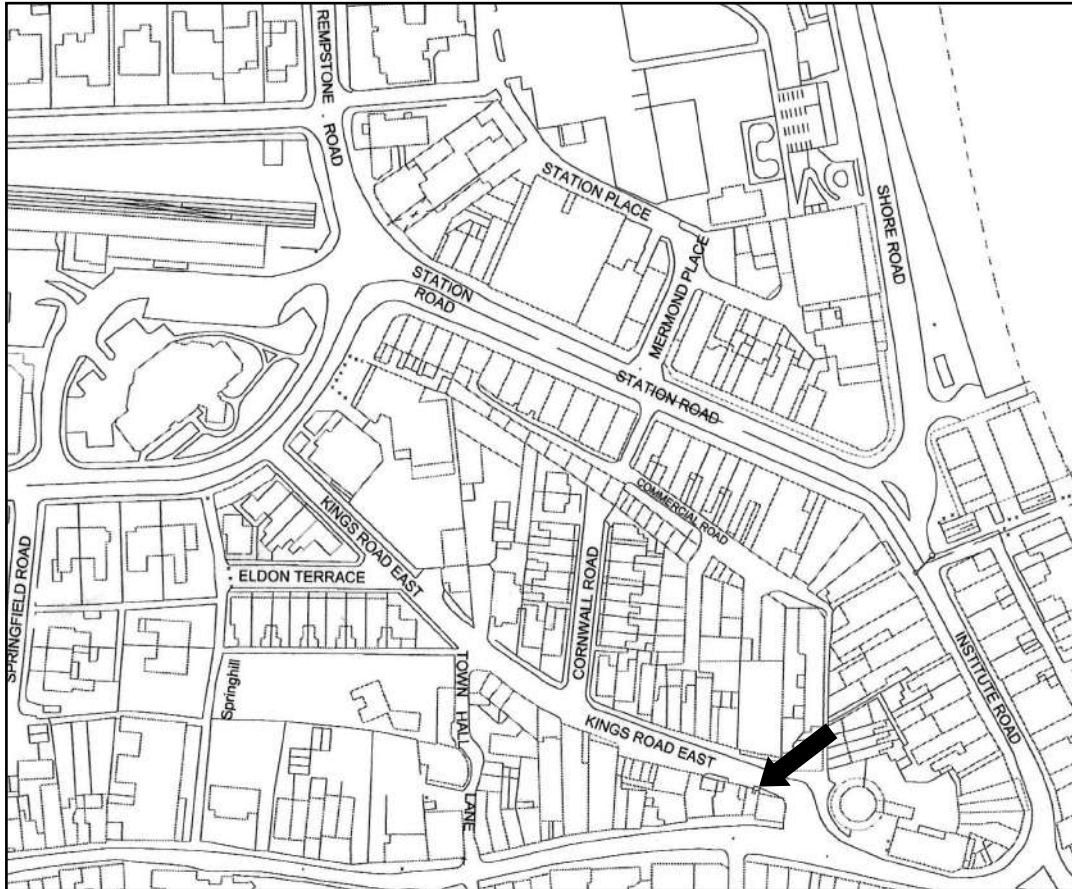 REMPSTONE
ROAD
STATION PLACE
SHORE ROAD
MERMOND PLACE
STATION
ROAD
STATION ROAD
COMMERCIAL ROAD
KINGS ROAD EAST
ELDON TERRACE
SPRINGFIELD ROAD
CORNWALL ROAD
Springhill
TOWN HALL
LANE
INSTITUTE ROAD
KINGS ROAD EAST